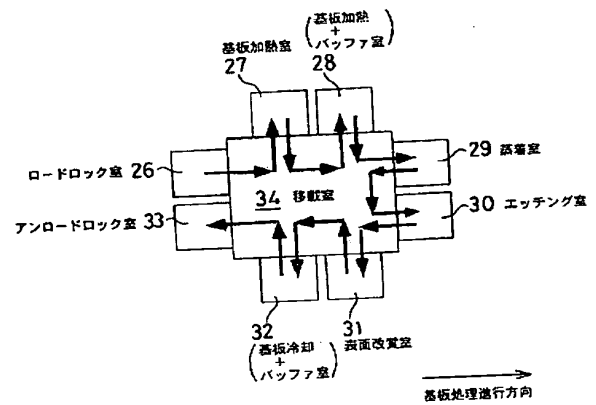 (基板加熱
+
バッファ室)
28
基板加熱室
27
ロードロック室 26
29 蒸着室
34 移載室
アンロードロック室 33
30 エッチング室
32
(基板冷却
+
バッファ室)
31
表面改質室
基板処理進行方向